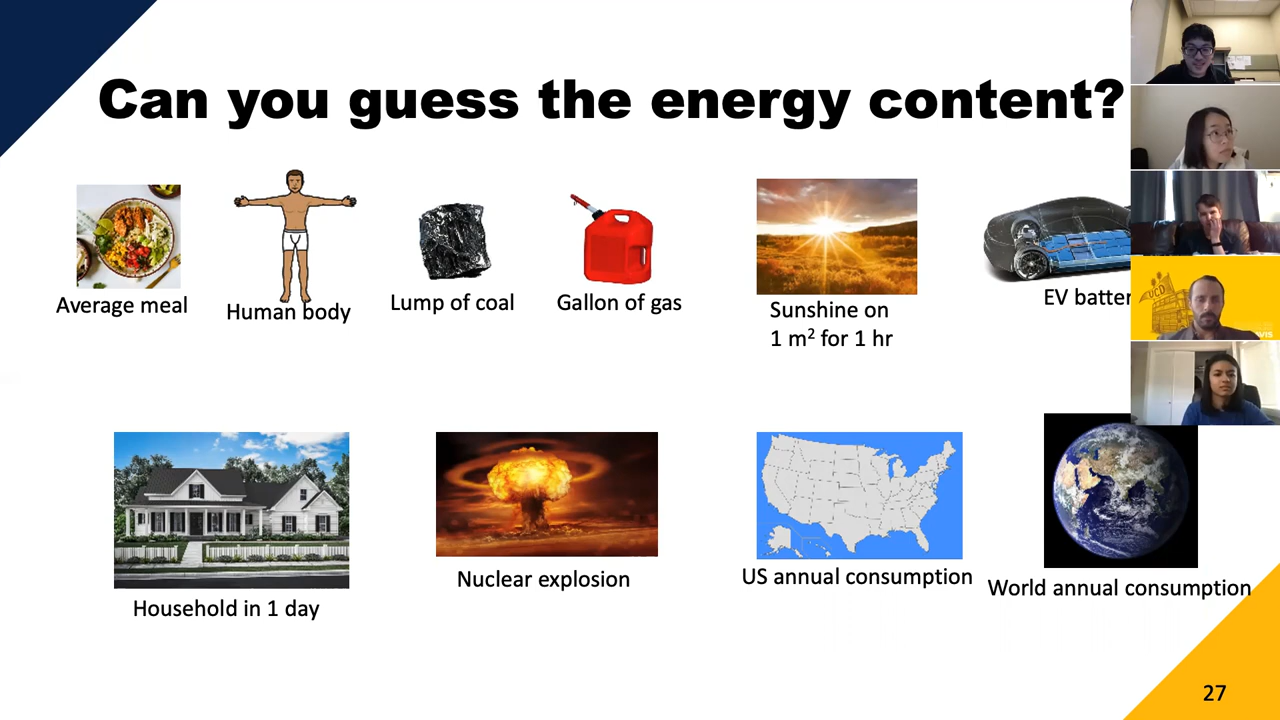 Can you guess the energy content?
Average meal
Human body
Lump of coal
Gallon of gas
Sunshine on
1 m² for 1 hr
EV batter
UCD
Household in 1 day
Nuclear explosion
US annual consumption
World annual consumption
27